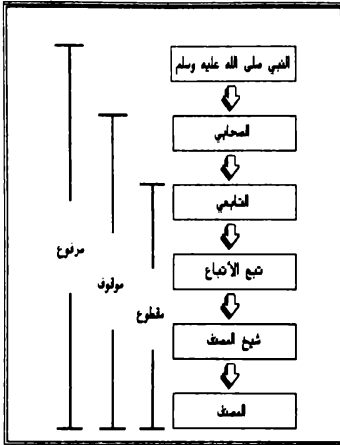 النبي صلى الله عليه وسلم
الصحابي
التابعي
تبع الأتباع
شيخ المصنف
المصنف
مرفوع
موقوف
مقطوع